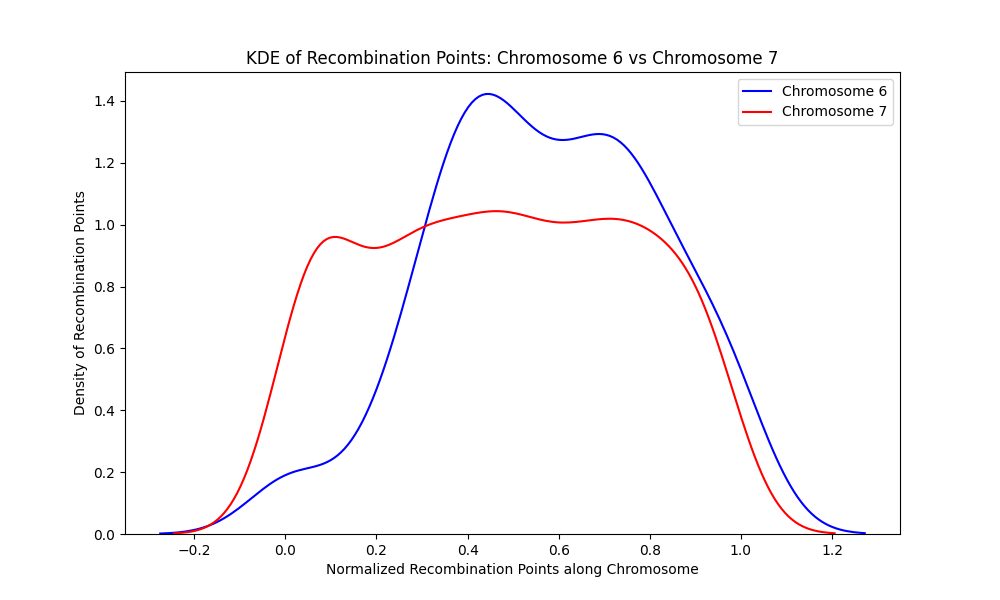 KDE of Recombination Points: Chromosome 6 vs Chromosome 7
Chromosome 6
Chromosome 7
Density of Recombination Points
1.4
1.2
1.0
0.8
0.6
0.4
0.2
0.0
−0.2 0.0 0.2 0.4 0.6 0.8 1.0 1.2
Normalized Recombination Points along Chromosome